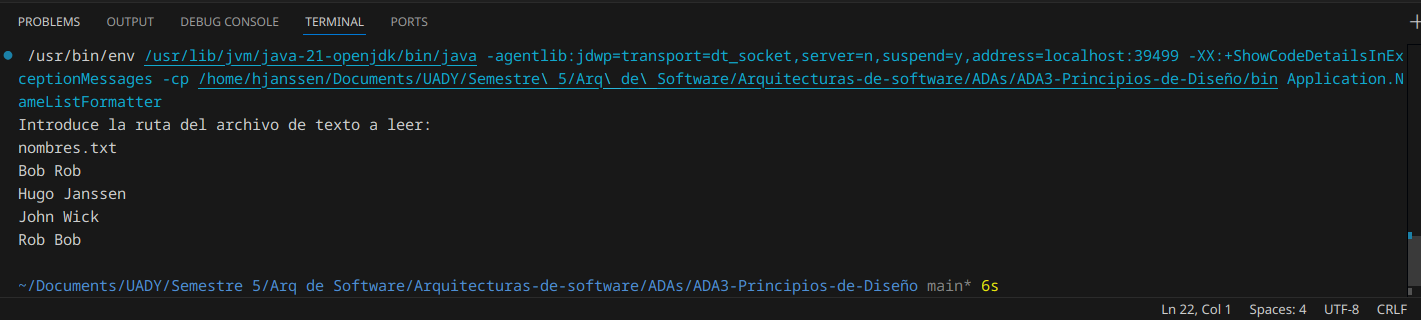 PROBLEMS OUTPUT DEBUG CONSOLE TERMINAL PORTS
/usr/bin/env /usr/lib/jvm/java-21-openjdk/bin/java -agentlib:jdwp=transport=dt_socket,server=n,suspend=y,address=localhost:39499 -XX:+ShowCodeDetailsInEx
ceptionMessages -cp /home/hjanssen/Documents/UADY/Semestre\ 5/Arq\ de\ Software/Arquitecturas-de-software/ADAs/ADA3-Principios-de-Diseño/bin Application.N
ameListFormatter
Introduce la ruta del archivo de texto a leer:
nombres.txt
Bob Rob
Hugo Janssen
John Wick
Rob Bob
~/Documents/UADY/Semestre 5/Arq de Software/Arquitecturas-de-software/ADAs/ADA3-Principios-de-Diseño main* 6s
Ln 22, Col 1 Spaces: 4 UTF-8 CRLF